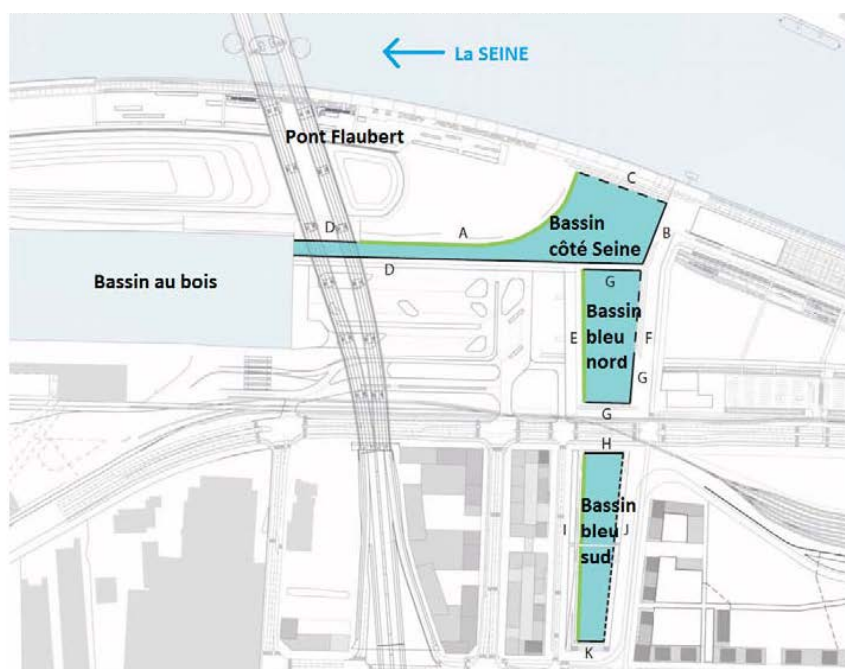 La SEINE
Pont Flaubert
C
D
A
Bassin
côté Seine
B
Bassin au bois
D
G
Bassin
bleu
nord
E
F
G
G
H
Bassin
bleu
sud
I
J
K